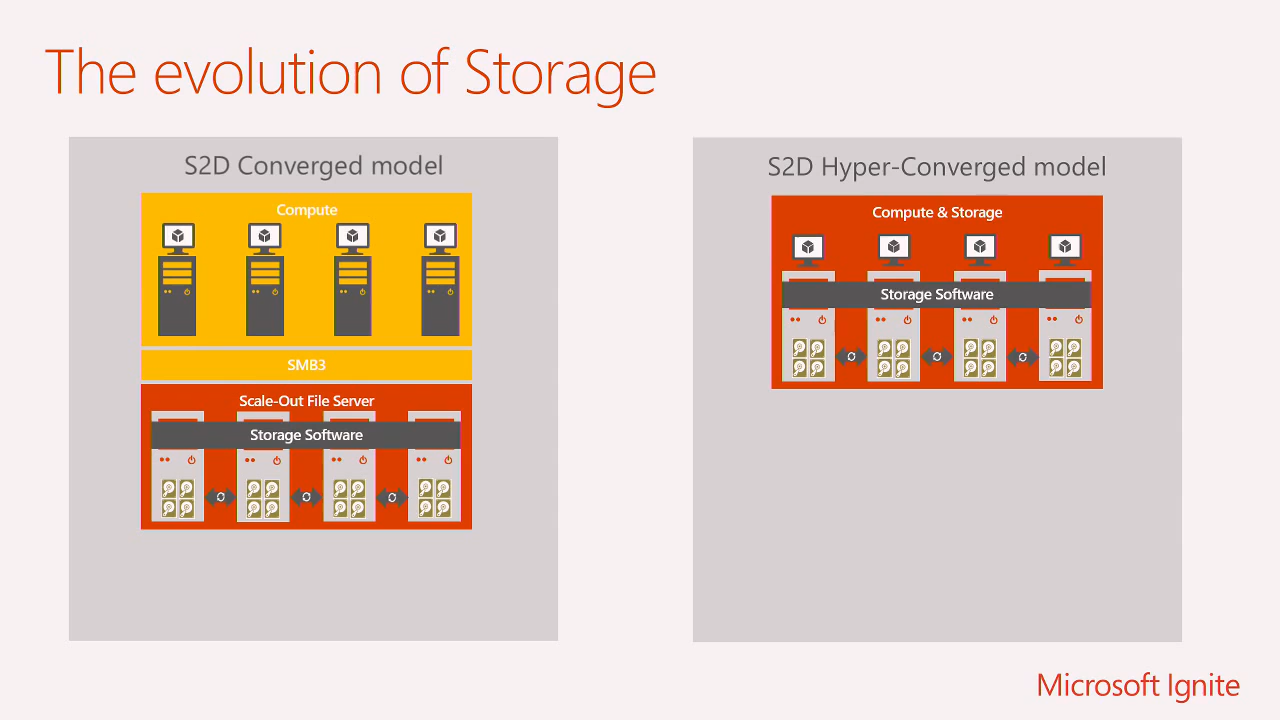 The evolution of Storage
S2D Converged model
Compute
SMB3
Scale-Out File Server
Storage Software
S2D Hyper-Converged model
Compute & Storage
Storage Software
Microsoft Ignite